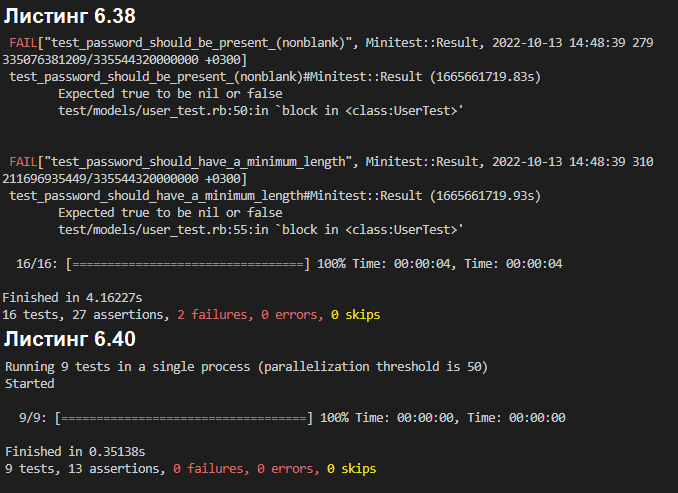 Листинг 6.38
FAIL["test_password_should_be_present_(nonblank)", Minitest::Result, 2022-10-13 14:48:39 279
335076381209/335544320000000 +0300]
test_password_should_be_present_(nonblank)#Minitest::Result (1665661719.83s)
Expected true to be nil or false
test/models/user_test.rb:50:in `block in <class:UserTest>'
FAIL["test_password_should_have_a_minimum_length", Minitest::Result, 2022-10-13 14:48:39 310
211696935449/335544320000000 +0300]
test_password_should_have_a_minimum_length#Minitest::Result (1665661719.93s)
Expected true to be nil or false
test/models/user_test.rb:55:in `block in <class:UserTest>'
16/16: [=================================] 100% Time: 00:00:04, Time: 00:00:04
Finished in 4.16227s
16 tests, 27 assertions, 2 failures, 0 errors, 0 skips
Листинг 6.40
Running 9 tests in a single process (parallelization threshold is 50)
Started
9/9: [===================================] 100% Time: 00:00:00, Time: 00:00:00
Finished in 0.35138s
9 tests, 13 assertions, 0 failures, 0 errors, 0 skips